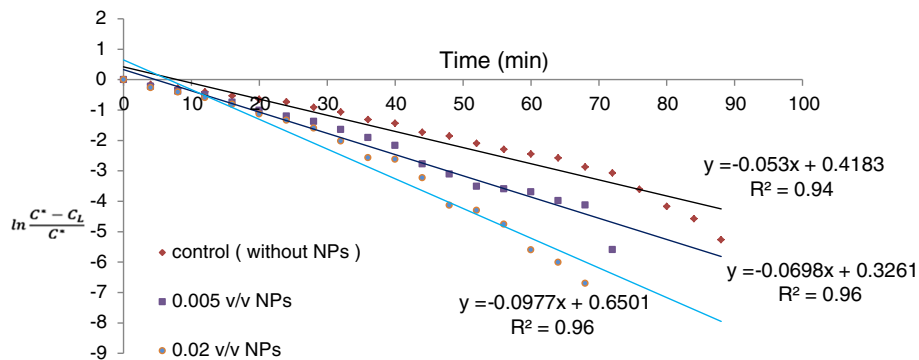 2
1
0
-1
-2
-3
-4
-5
-6
-7
-8
-9
0
10
20
30
40
50
60
70
80
90
100
Time (min)
ln (C* − C_L)/C*
y =-0.053x + 0.4183
R² = 0.94
y =-0.0698x + 0.3261
R² = 0.96
y =-0.0977x + 0.6501
R² = 0.96
control ( without NPs )
0.005 v/v NPs
0.02 v/v NPs